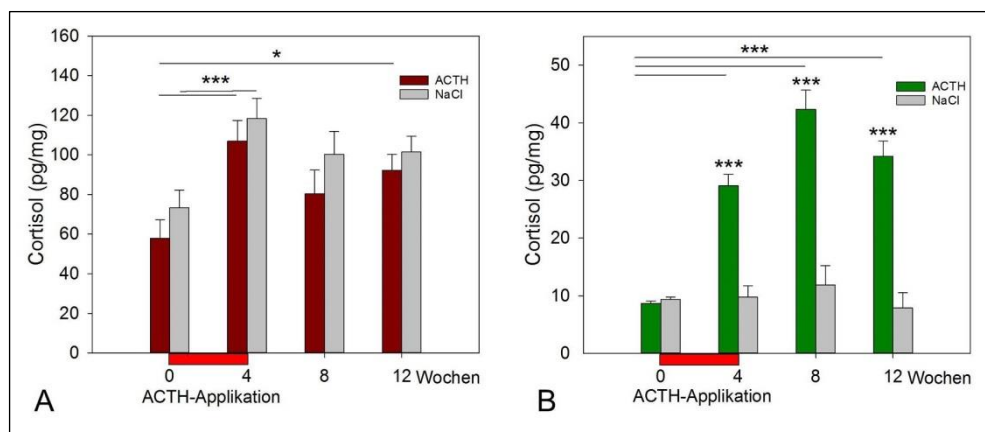 160
140
120
100
80
60
40
20
0
Cortisol (pg/mg)
*
***
ACTH
NaCl
0 4 8 12 Wochen
ACTH-Applikation
A
50
40
30
20
10
0
Cortisol (pg/mg)
***
***
***
***
ACTH
NaCl
0 4 8 12 Wochen
ACTH-Applikation
B